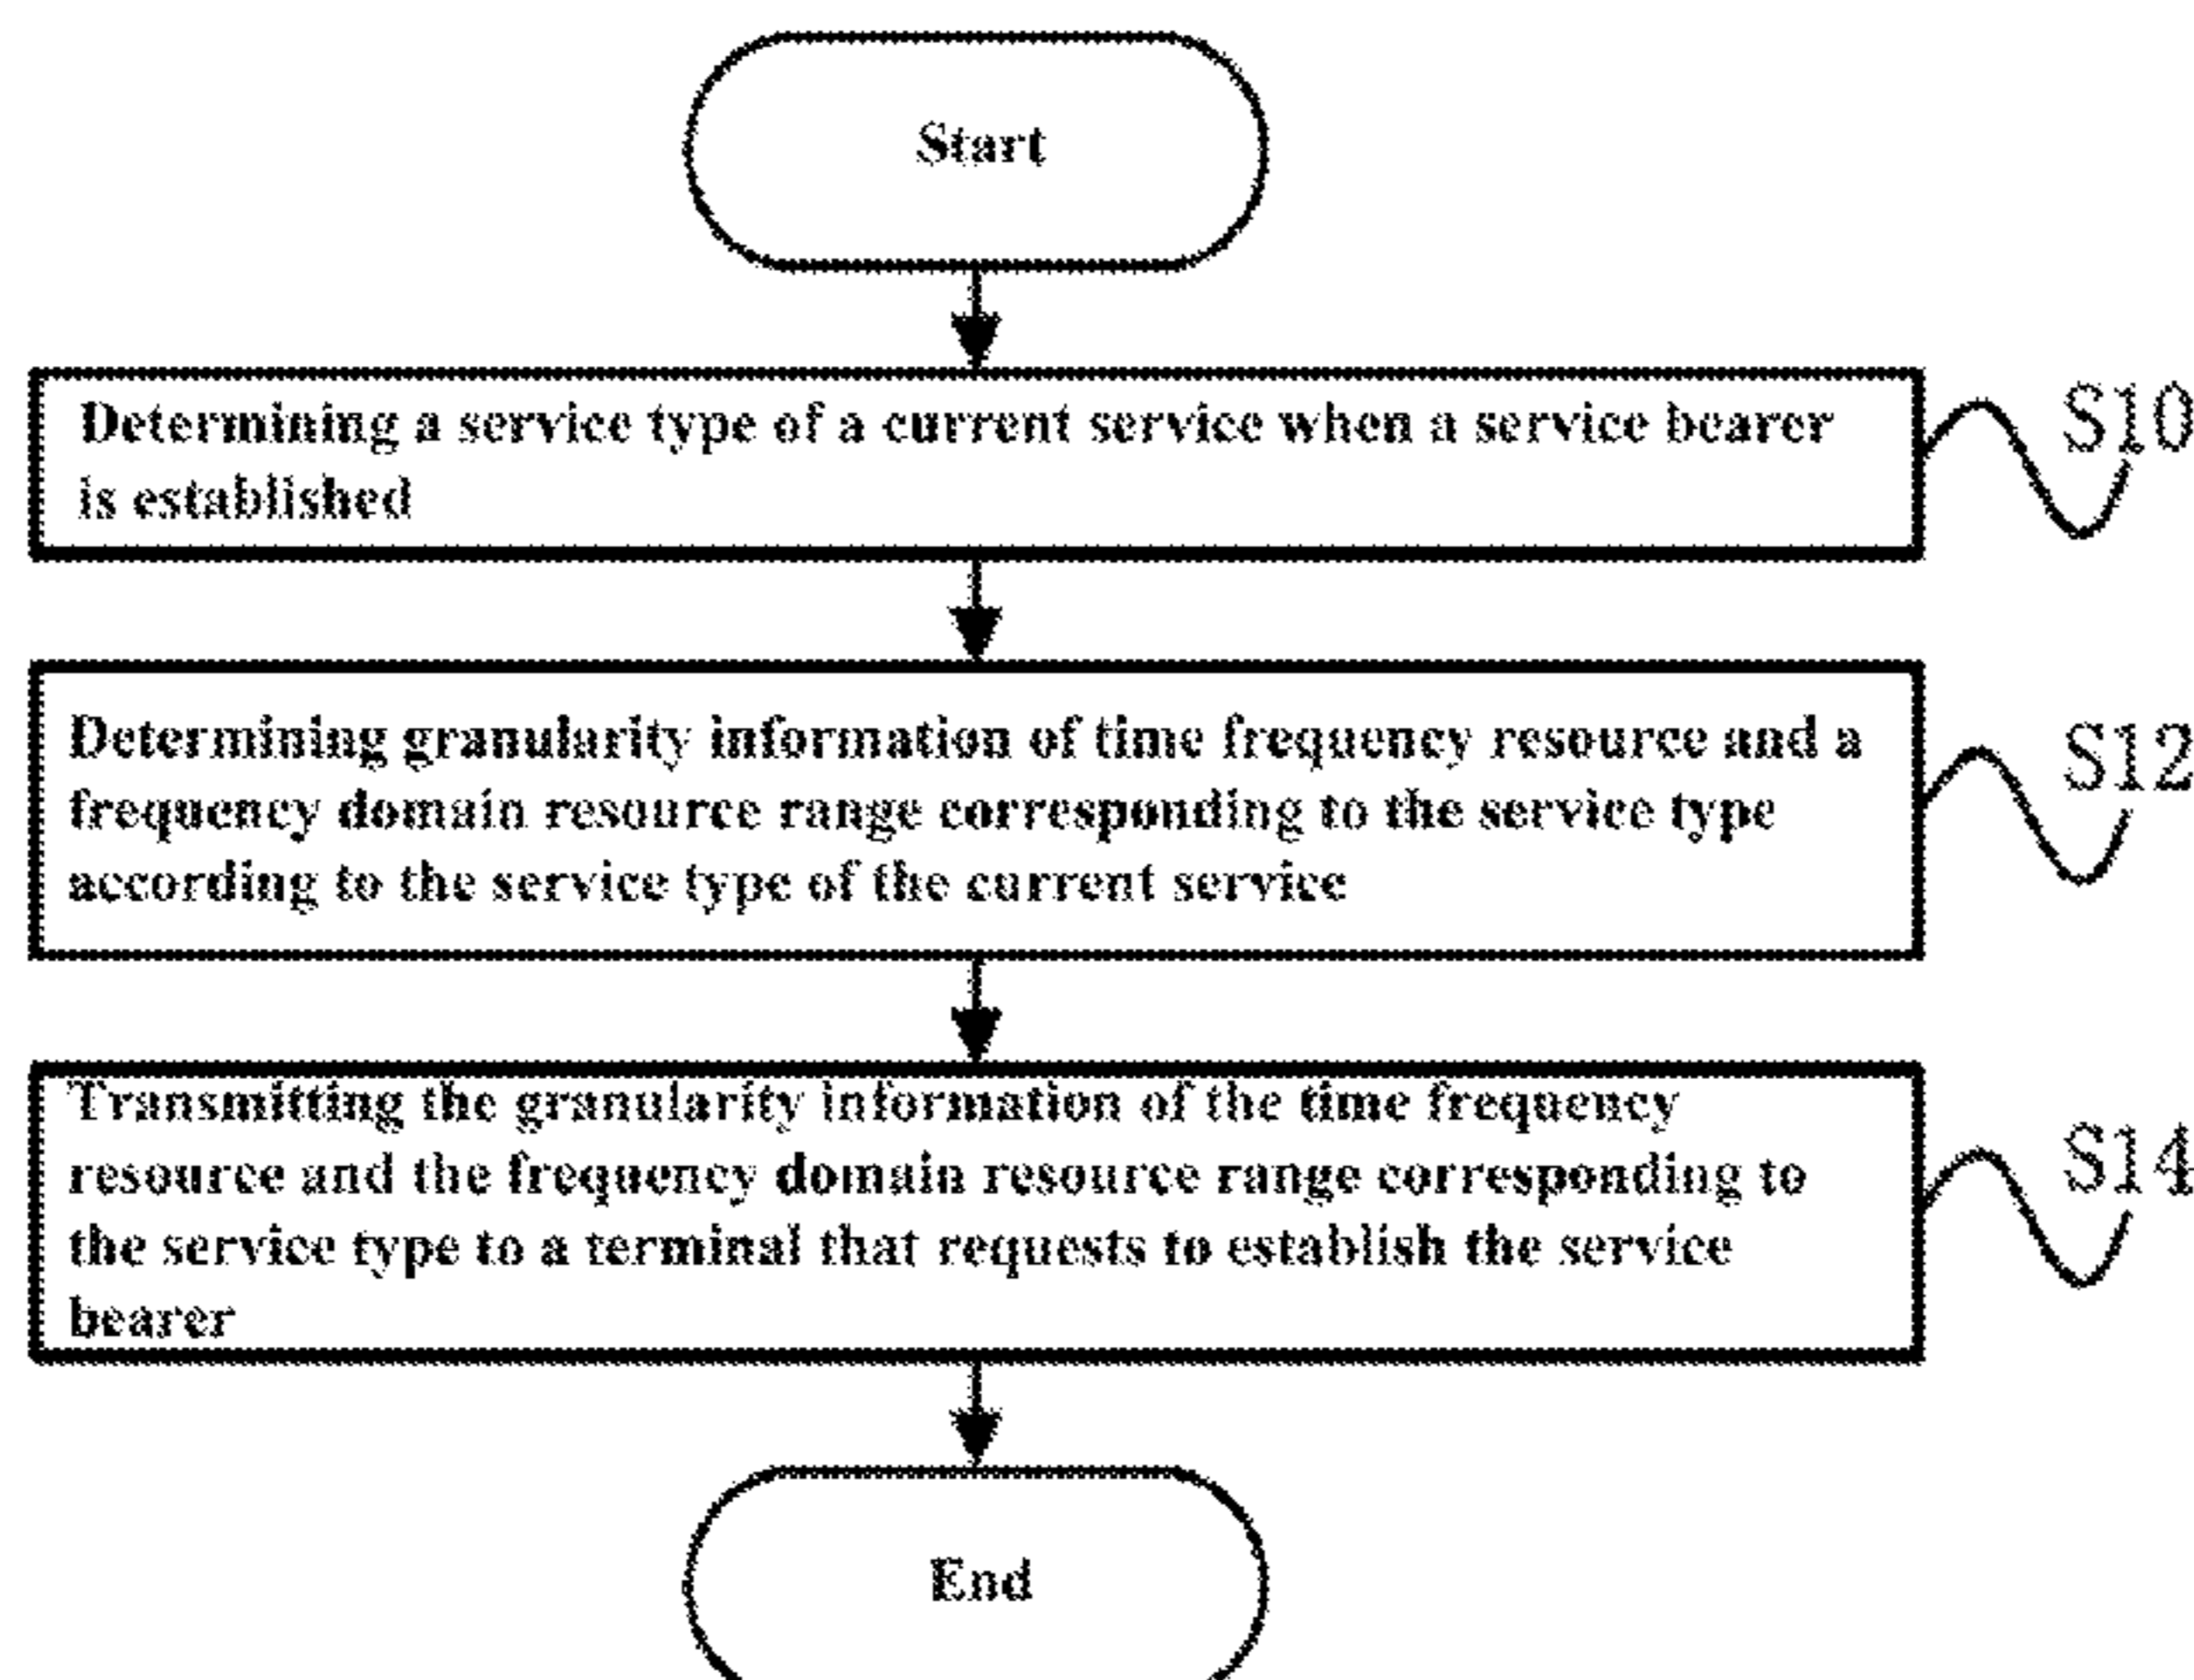 Start
Determining a service type of a current service when a service bearer
is established
S10
Determining granularity information of time frequency resource and a
frequency domain resource range corresponding to the service type
according to the service type of the current service
S12
Transmitting the granularity information of the time frequency
resource and the frequency domain resource range corresponding to
the service type to a terminal that requests to establish the service
bearer
S14
End